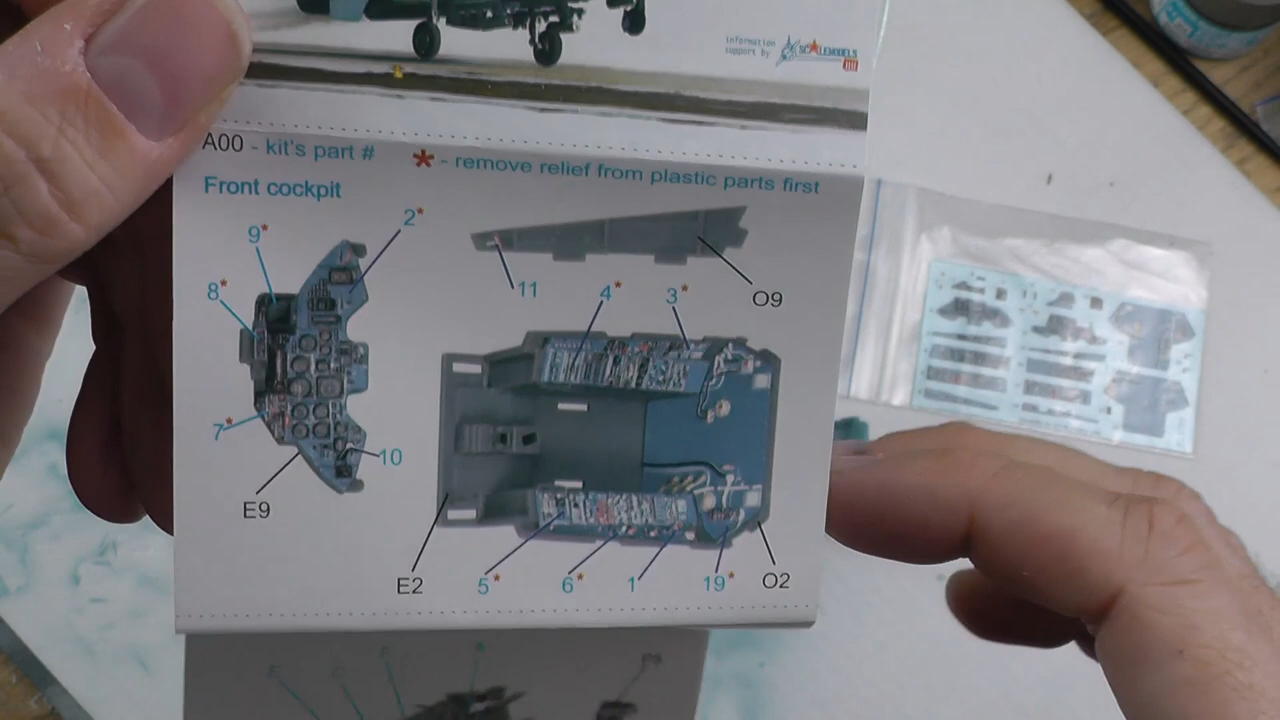 information
support by
SCALEMODELS
A00 - kit's part # * - remove relief from plastic parts first
Front cockpit
2*
9*
8*
11
4*
3*
O9
7*
10
E9
E2
5*
6*
1
19*
O2